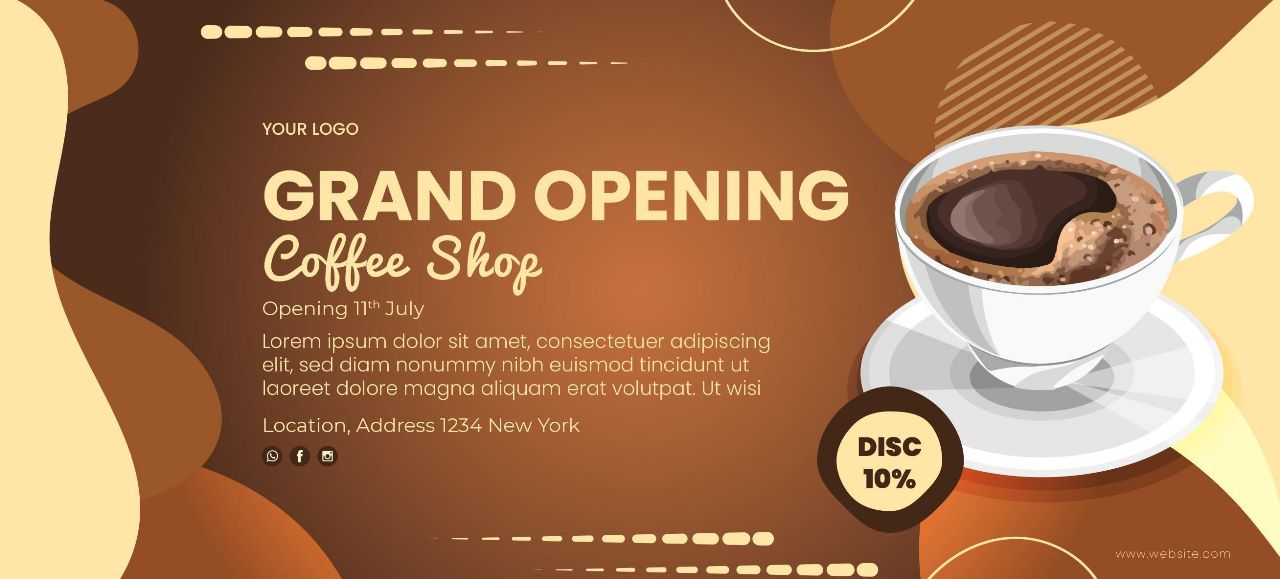 YOUR LOGO
GRAND OPENING
Coffee Shop
Opening 11th July
Lorem ipsum dolor sit amet, consectetuer adipiscing
elit, sed diam nonummy nibh euismod tincidunt ut
laoreet dolore magna aliquam erat volutpat. Ut wisi
Location, Address 1234 New York
DISC
10%
www.website.com